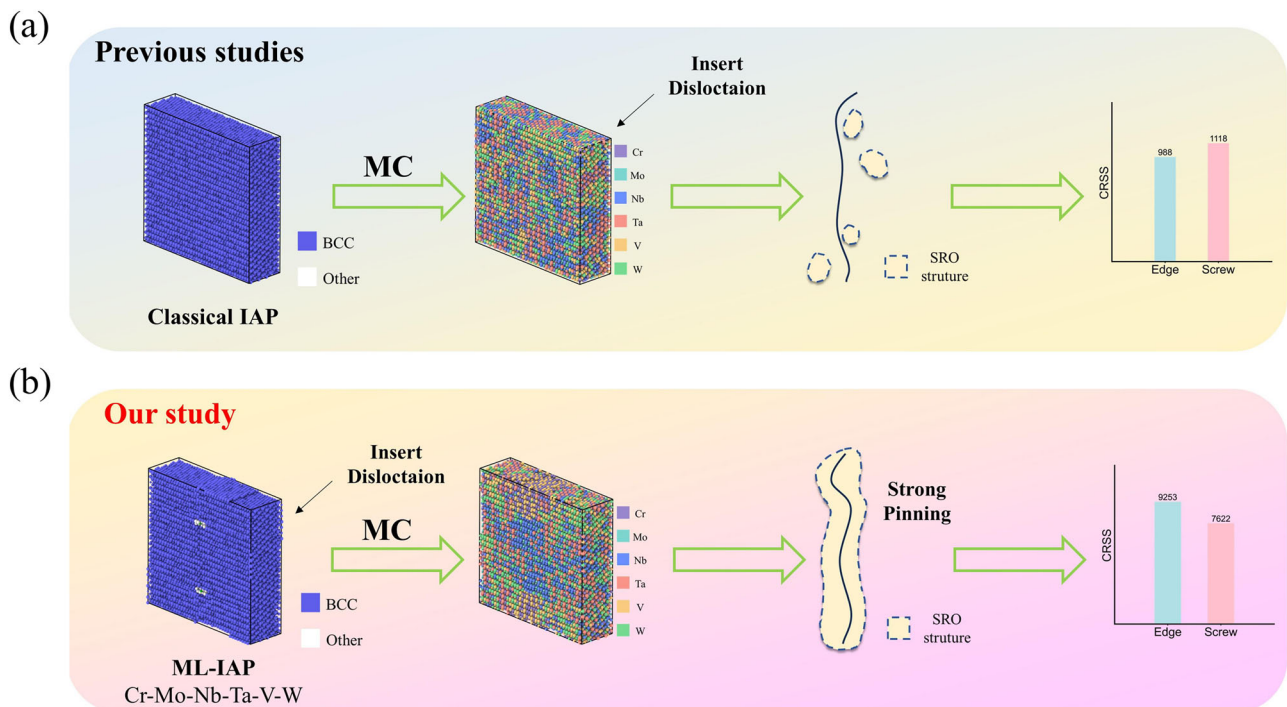 (a)
Previous studies
Insert
Disloctaion
MC
Cr
Mo
Nb
Ta
V
W
BCC
Other
Classical IAP
SRO
struture
CRSS
988
1118
Edge
Screw
(b)
Our study
Insert
Disloctaion
MC
Cr
Mo
Nb
Ta
V
W
BCC
Other
ML-IAP
Cr-Mo-Nb-Ta-V-W
Strong
Pinning
SRO
struture
CRSS
9253
7622
Edge
Screw